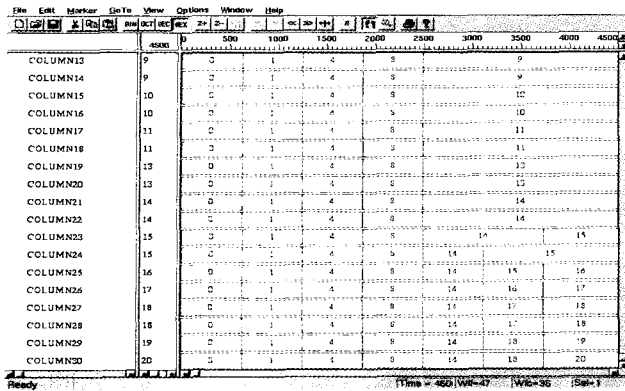 File Edit Marker GoTo View Options Window Help
BIN OCT DEC HEX Z+ Z-
4500 0 500 1000 1500 2000 2500 3000 3500 4000 4500
COLUMN13 9 0 1 4 8 9
COLUMN14 9 0 1 4 8 9
COLUMN15 10 0 1 4 8 10
COLUMN16 10 0 1 4 8 10
COLUMN17 11 0 1 4 8 11
COLUMN18 11 0 1 4 8 11
COLUMN19 13 0 1 4 8 13
COLUMN20 13 0 1 4 8 13
COLUMN21 14 0 1 4 8 14
COLUMN22 14 0 1 4 8 14
COLUMN23 15 0 1 4 8 14 15
COLUMN24 15 0 1 4 8 14 15
COLUMN25 16 0 1 4 8 14 15 16
COLUMN26 17 0 1 4 8 14 16 17
COLUMN27 18 0 1 4 8 14 17 18
COLUMN28 18 0 1 4 8 14 18
COLUMN29 19 0 1 4 8 14 18 19
COLUMN30 20 0 1 4 8 14 18 20
Ready Time = 460 Wif=47 Wic=36 Sel=1